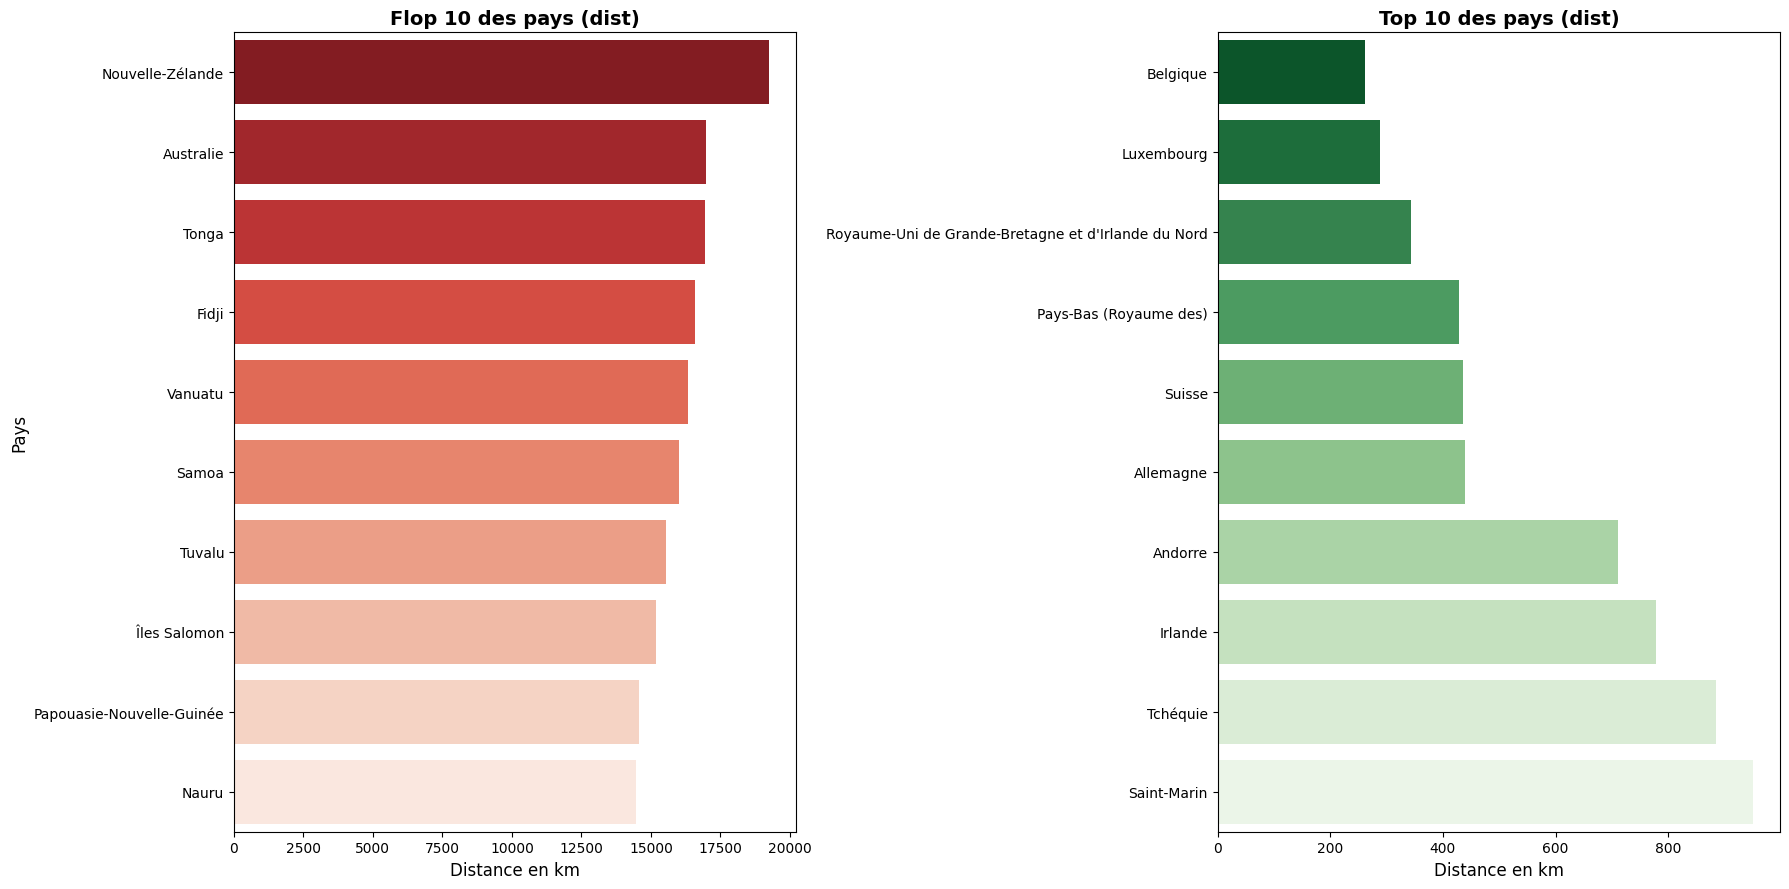 Flop 10 des pays (dist)
Pays
Nouvelle-Zélande
Australie
Tonga
Fidji
Vanuatu
Samoa
Tuvalu
Îles Salomon
Papouasie-Nouvelle-Guinée
Nauru
0 2500 5000 7500 10000 12500 15000 17500 20000
Distance en km
Top 10 des pays (dist)
Belgique
Luxembourg
Royaume-Uni de Grande-Bretagne et d'Irlande du Nord
Pays-Bas (Royaume des)
Suisse
Allemagne
Andorre
Irlande
Tchéquie
Saint-Marin
0 200 400 600 800
Distance en km